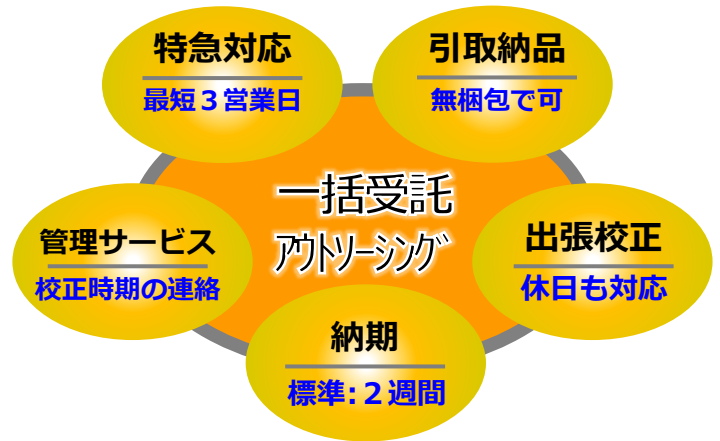 特急対応
最短３営業日
引取納品
無梱包で可
一括受託
ｱｳﾄｿｰｼﾝｸﾞ
管理サービス
校正時期の連絡
出張校正
休日も対応
納期
標準:２週間